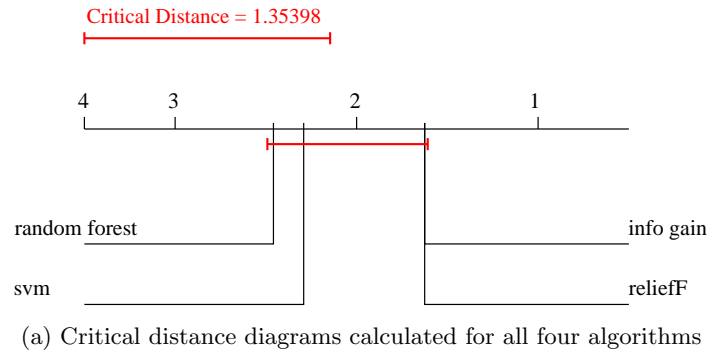 Critical Distance = 1.35398
4 3 2 1
random forest info gain
svm reliefF
(a) Critical distance diagrams calculated for all four algorithms